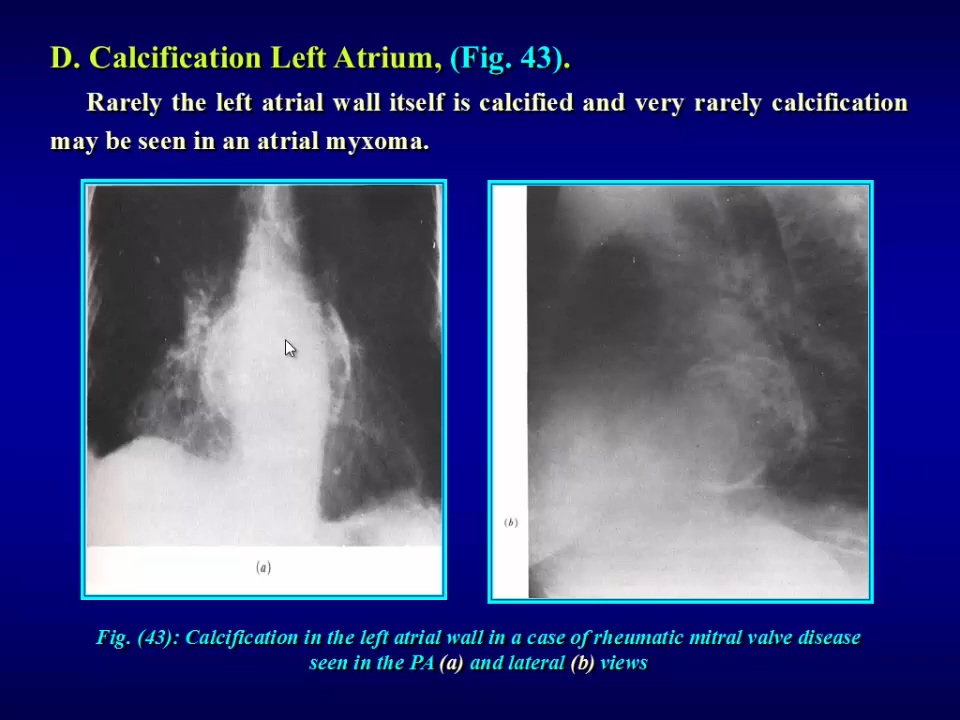 D. Calcification Left Atrium, (Fig. 43).
Rarely the left atrial wall itself is calcified and very rarely calcification
may be seen in an atrial myxoma.
(a)
(b)
Fig. (43): Calcification in the left atrial wall in a case of rheumatic mitral valve disease
seen in the PA (a) and lateral (b) views